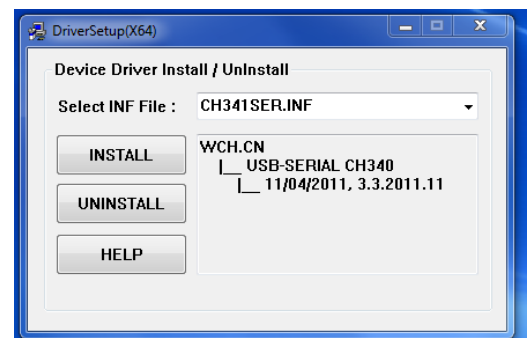 DriverSetup(X64)
Device Driver Install / UnInstall
Select INF File :
CH341SER.INF
INSTALL
UNINSTALL
HELP
WCH.CN
|__ USB-SERIAL CH340
|__ 11/04/2011, 3.3.2011.11